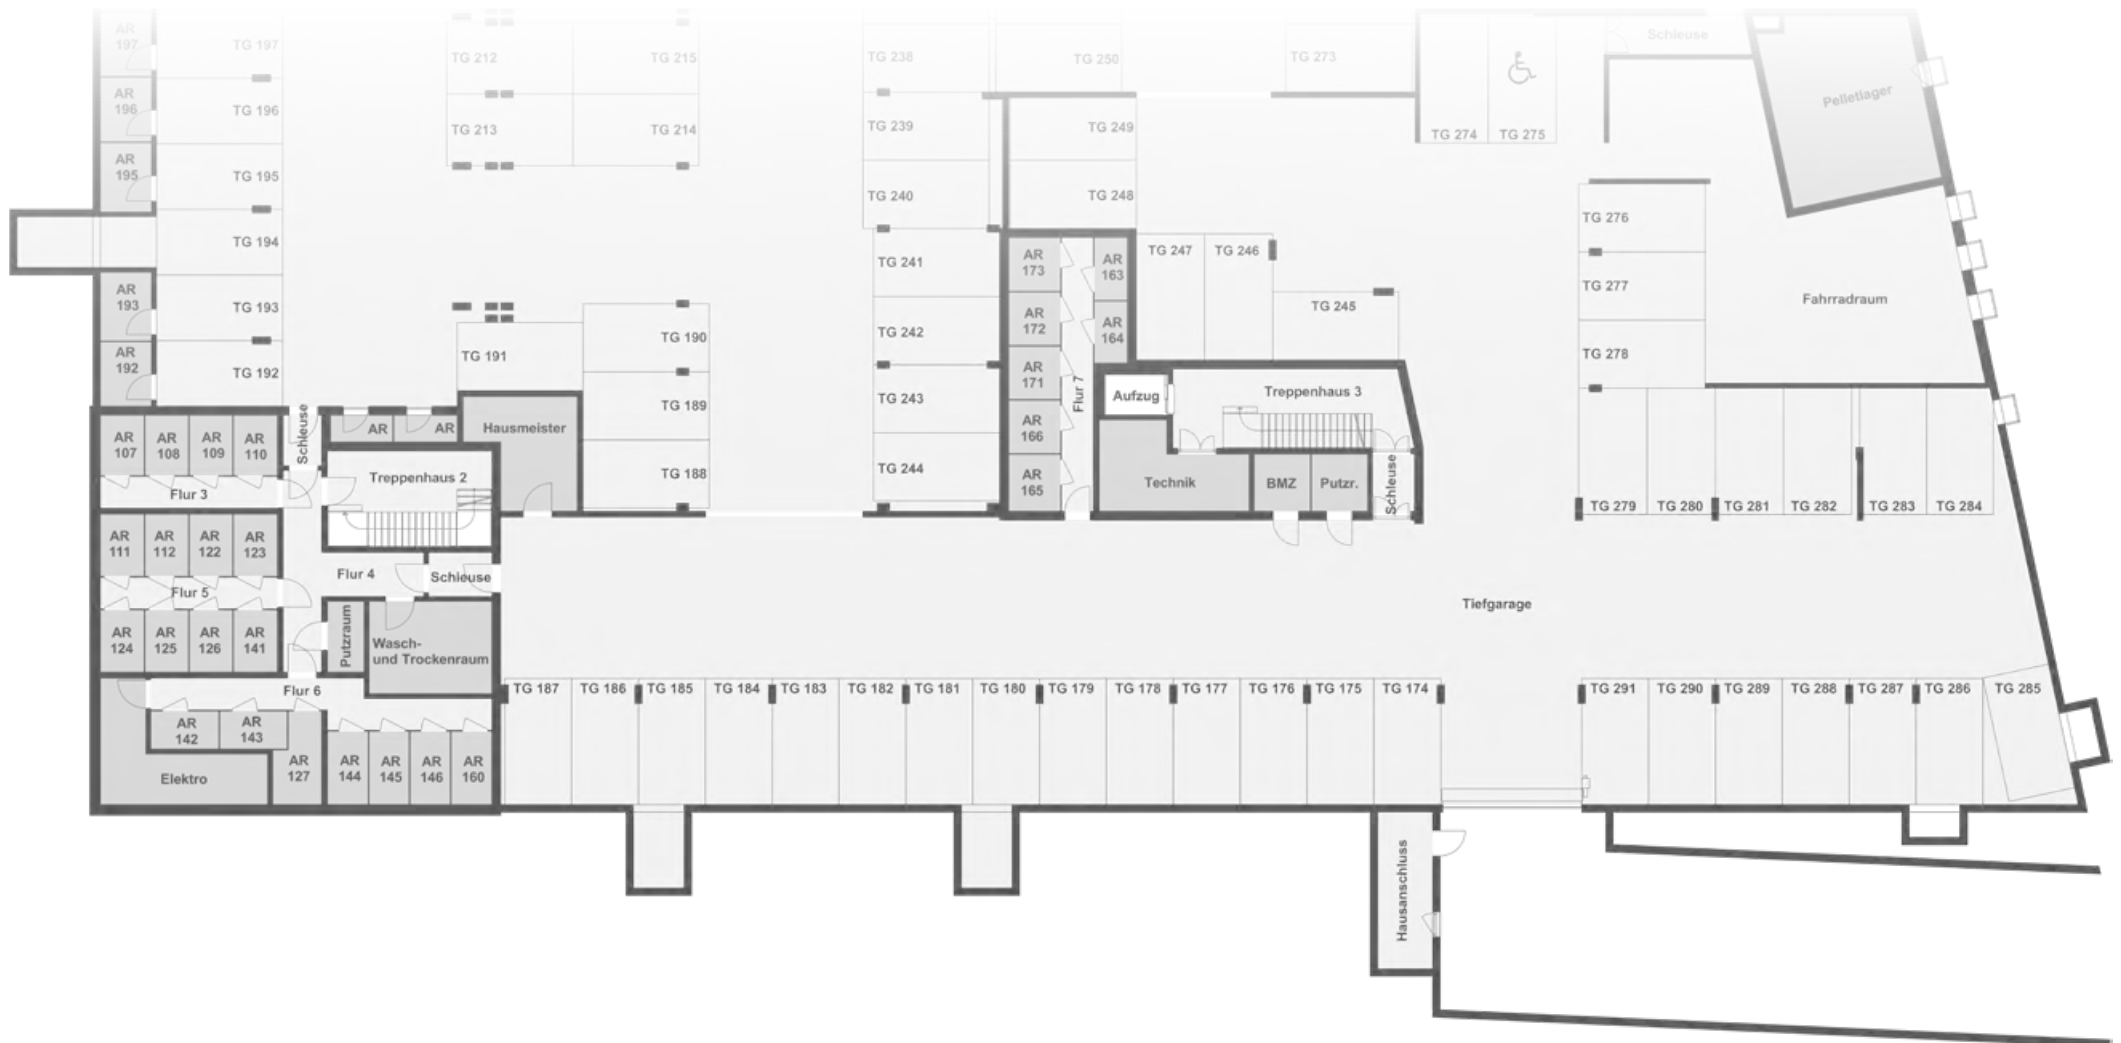 AR
197
TG 197
TG 212
TG 215
TG 238
TG 250
TG 273
Schleuse
AR
196
TG 196
TG 213
TG 214
TG 239
TG 249
TG 274
TG 275
Pelletlager
AR
195
TG 195
TG 240
TG 248
TG 276
TG 194
TG 241
AR
173
AR
163
TG 247
TG 246
TG 277
Fahrradraum
AR
193
TG 193
TG 190
TG 242
AR
172
AR
164
TG 245
TG 278
AR
192
TG 192
TG 191
TG 189
TG 243
AR
171
Flur 7
Aufzug
Treppenhaus 3
AR
107
AR
108
AR
109
AR
110
Schleuse
AR
AR
Hausmeister
TG 188
TG 244
AR
166
Flur 3
Treppenhaus 2
AR
165
Technik
BMZ
Putzr.
Schleuse
TG 279
TG 280
TG 281
TG 282
TG 283
TG 284
AR
111
AR
112
AR
122
AR
123
Flur 4
Schleuse
Flur 5
Tiefgarage
AR
124
AR
125
AR
126
AR
141
Putzraum
Wasch-
und Trockenraum
Flur 6
TG 187
TG 186
TG 185
TG 184
TG 183
TG 182
TG 181
TG 180
TG 179
TG 178
TG 177
TG 176
TG 175
TG 174
TG 291
TG 290
TG 289
TG 288
TG 287
TG 286
TG 285
AR
142
AR
143
Elektro
AR
127
AR
144
AR
145
AR
146
AR
160
Hausanschluss